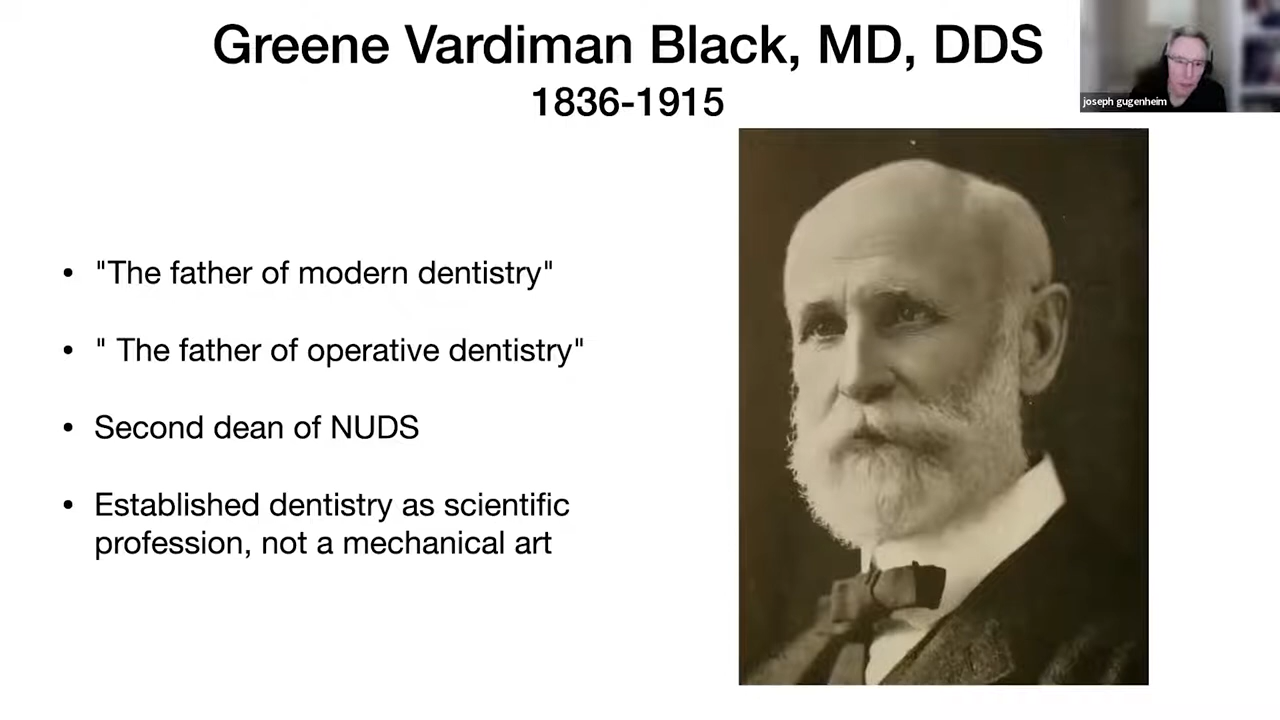 Greene Vardiman Black, MD, DDS
1836-1915
joseph gugenheim
• "The father of modern dentistry"
• " The father of operative dentistry"
• Second dean of NUDS
• Established dentistry as scientific
profession, not a mechanical art